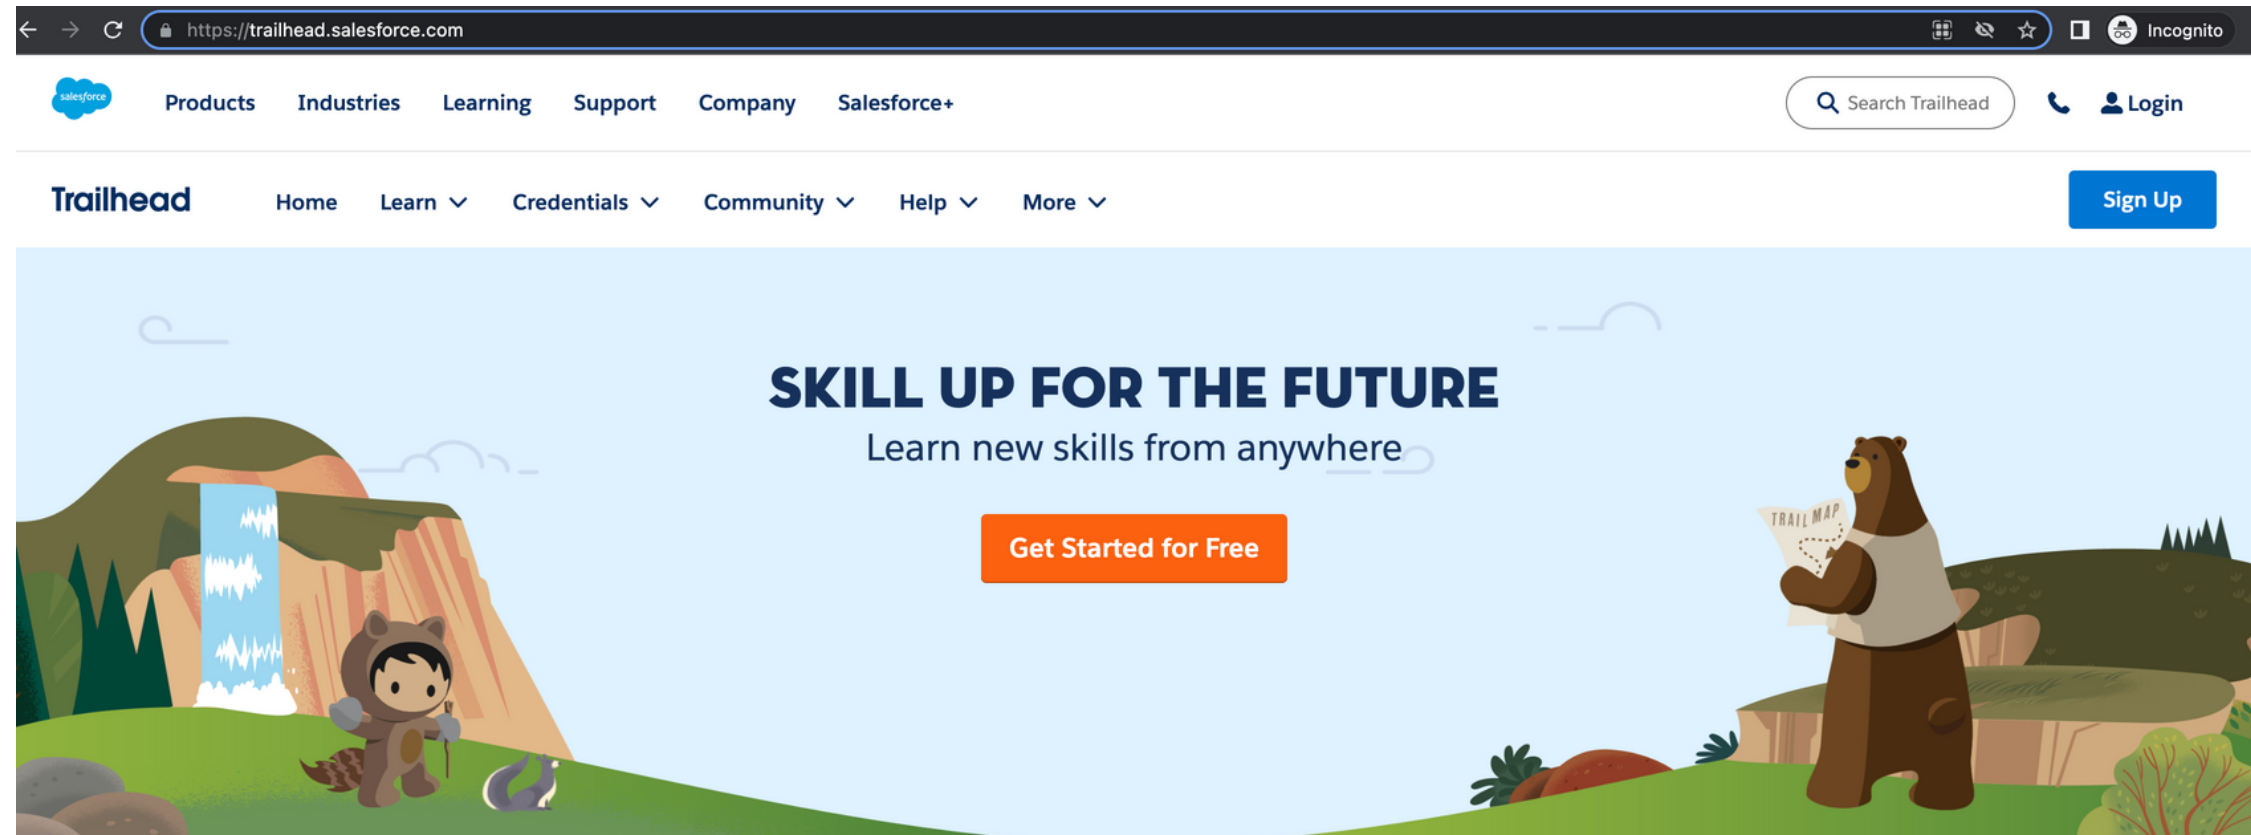 https://trailhead.salesforce.com
Incognito
salesforce
Products Industries Learning Support Company Salesforce+
Search Trailhead
Login
Trailhead
Home Learn Credentials Community Help More
Sign Up
SKILL UP FOR THE FUTURE
Learn new skills from anywhere
Get Started for Free
TRAIL MAP